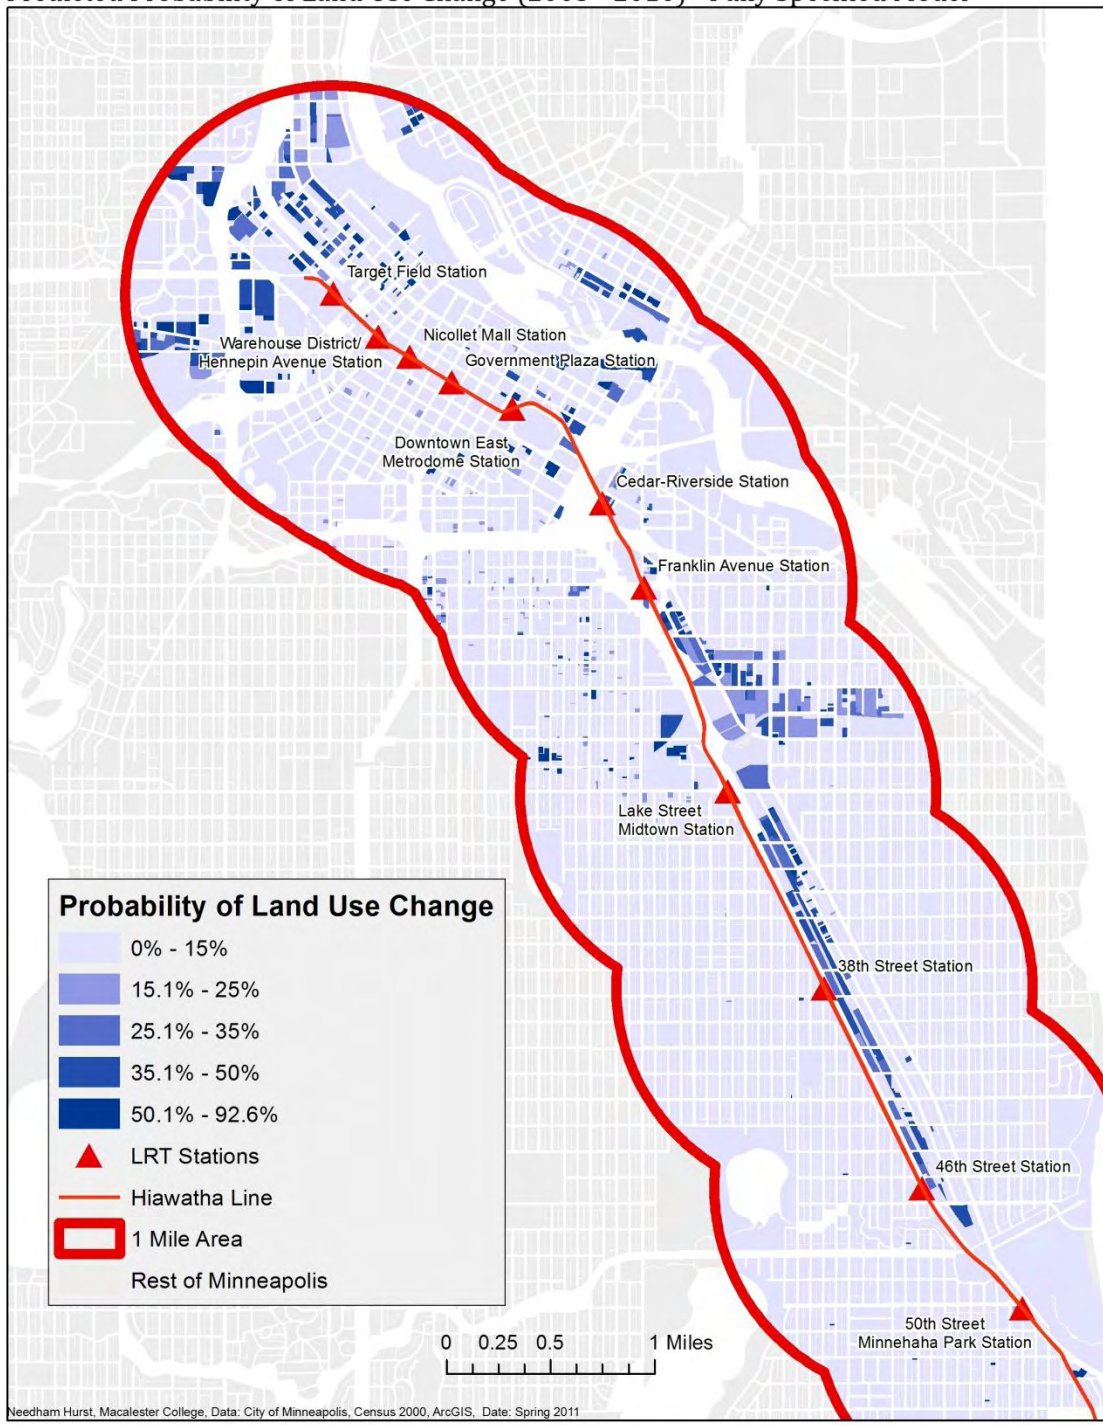 Target Field Station
Nicollet Mall Station
Warehouse District/
Hennepin Avenue Station
Government Plaza Station
Downtown East
Metrodome Station
Cedar-Riverside Station
Franklin Avenue Station
Lake Street
Midtown Station
38th Street Station
46th Street Station
50th Street
Minnehaha Park Station
Probability of Land Use Change
0% - 15%
15.1% - 25%
25.1% - 35%
35.1% - 50%
50.1% - 92.6%
LRT Stations
Hiawatha Line
1 Mile Area
Rest of Minneapolis
0 0.25 0.5 1 Miles
Needham Hurst, Macalester College, Data: City of Minneapolis, Census 2000, ArcGIS, Date: Spring 2011